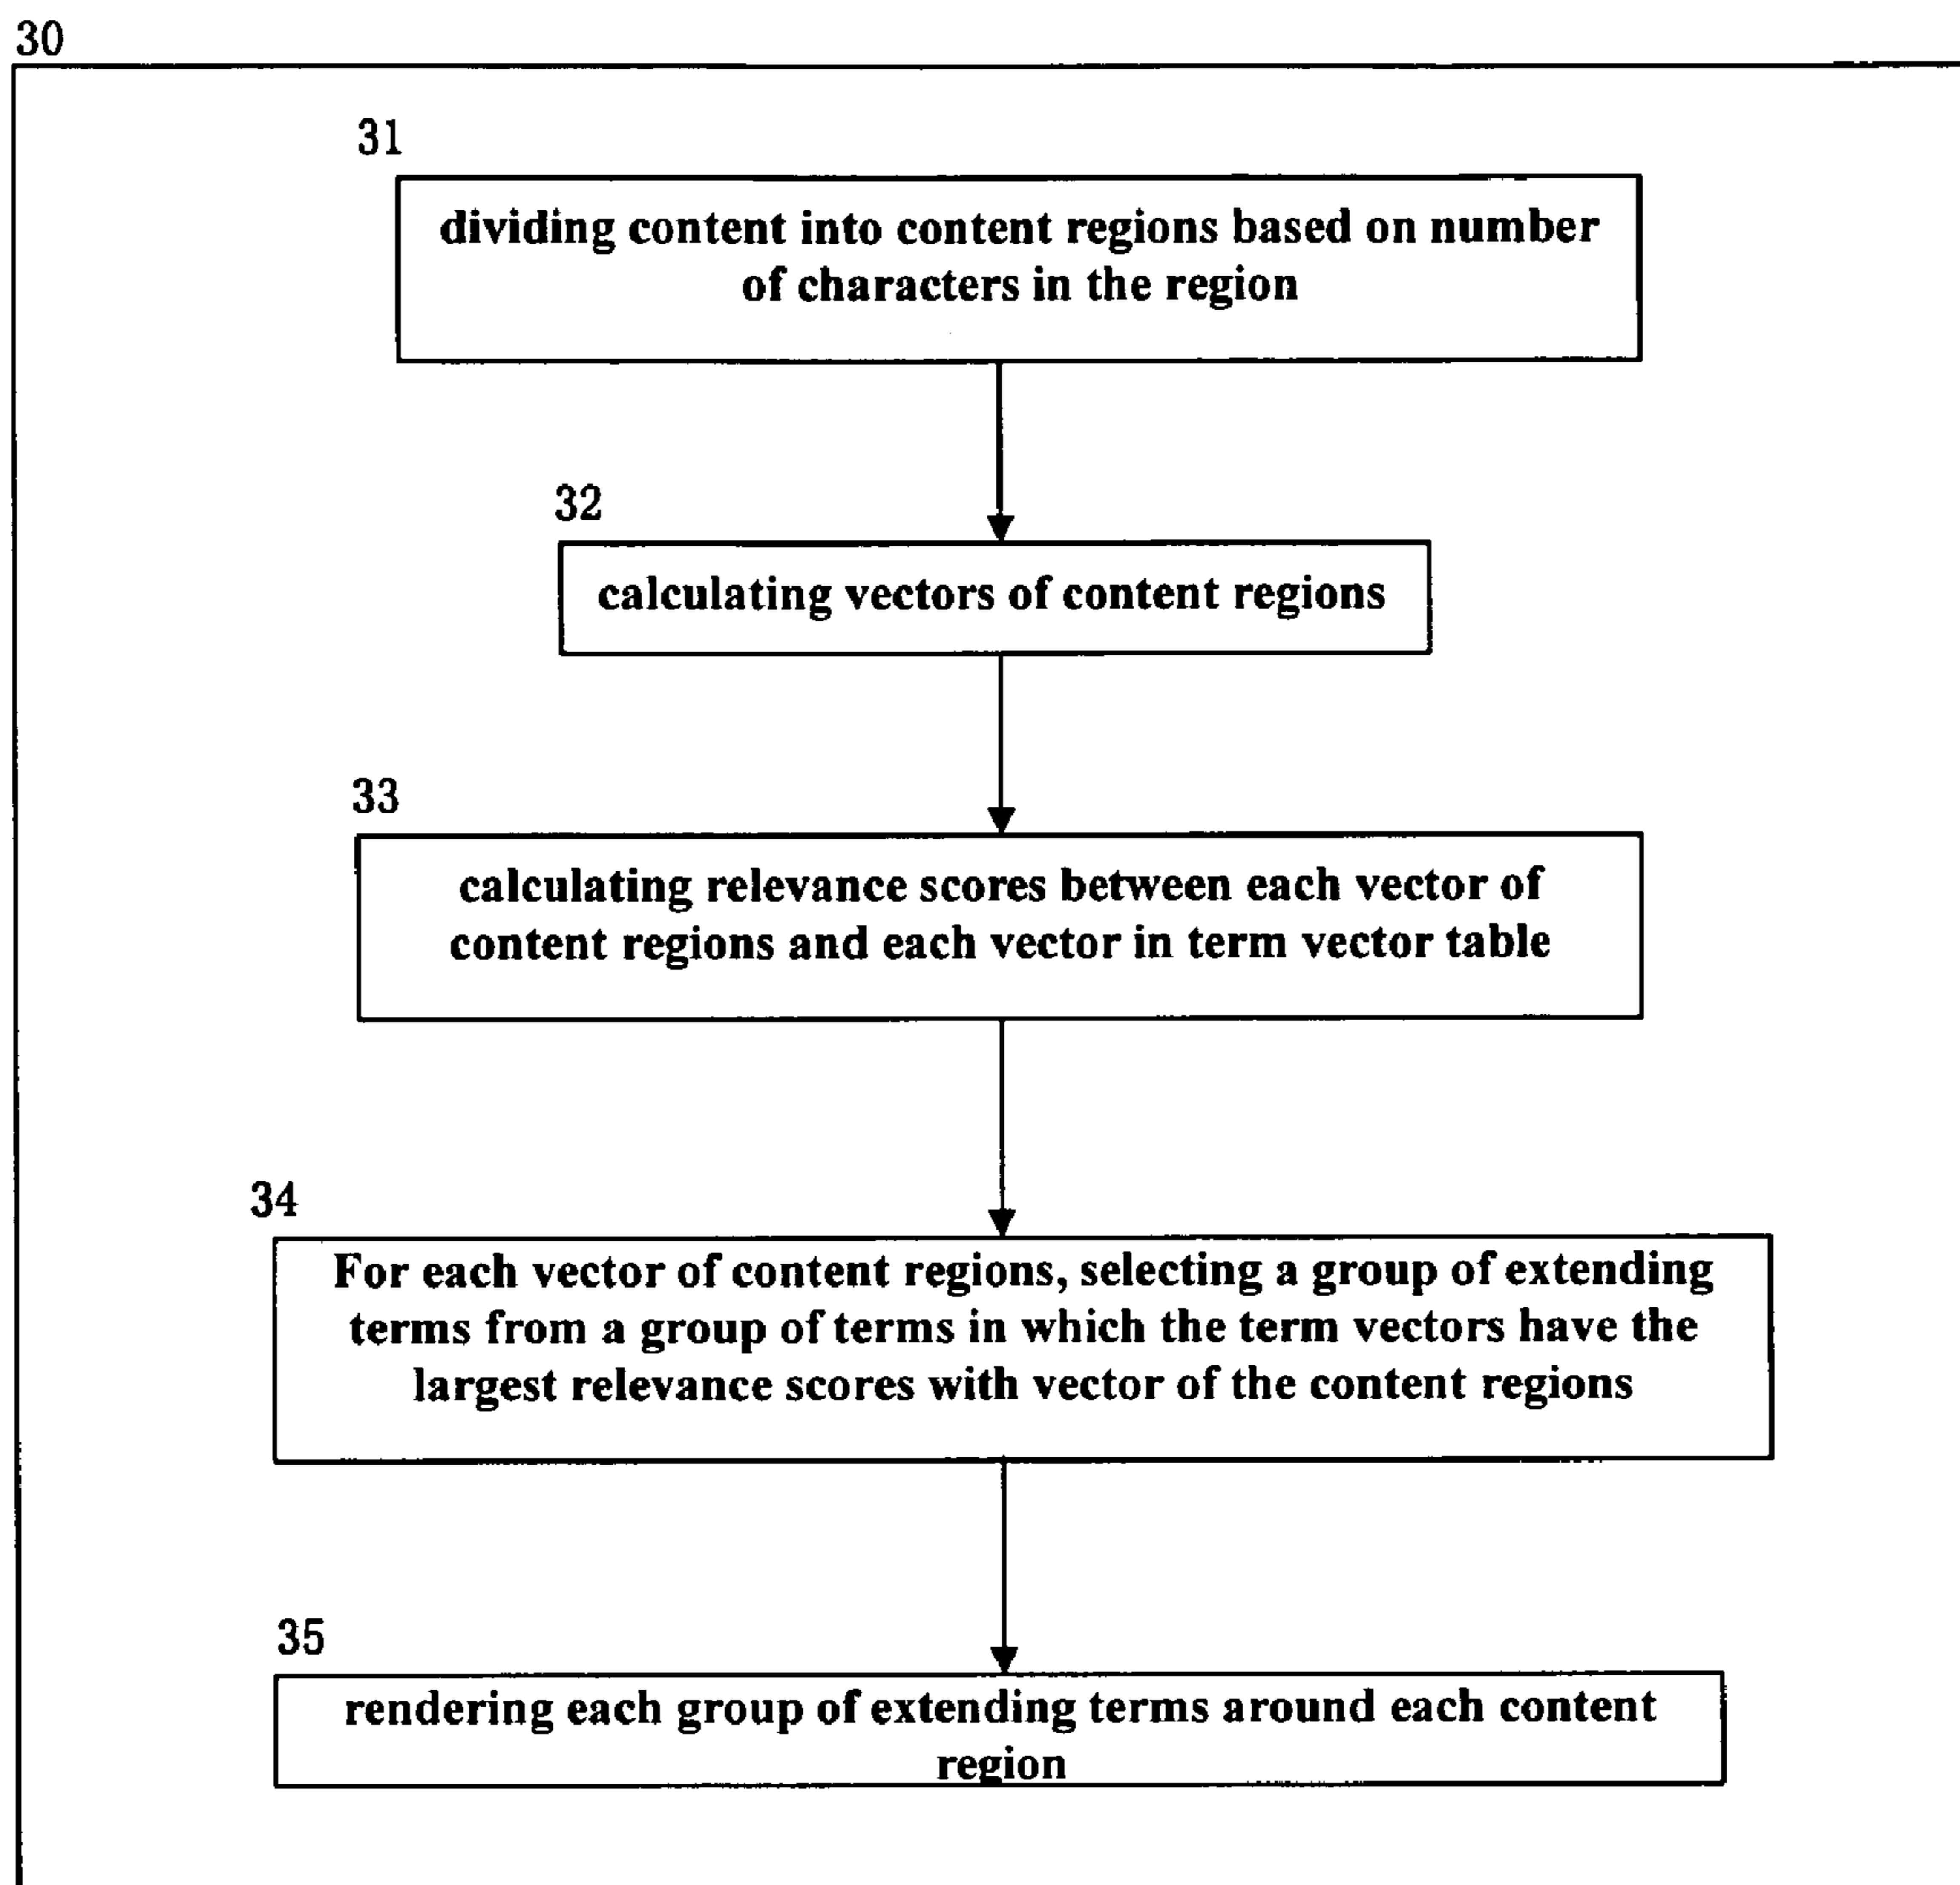 30
31
dividing content into content regions based on number
of characters in the region
32
calculating vectors of content regions
33
calculating relevance scores between each vector of
content regions and each vector in term vector table
34
For each vector of content regions, selecting a group of extending
terms from a group of terms in which the term vectors have the
largest relevance scores with vector of the content regions
35
rendering each group of extending terms around each content
region